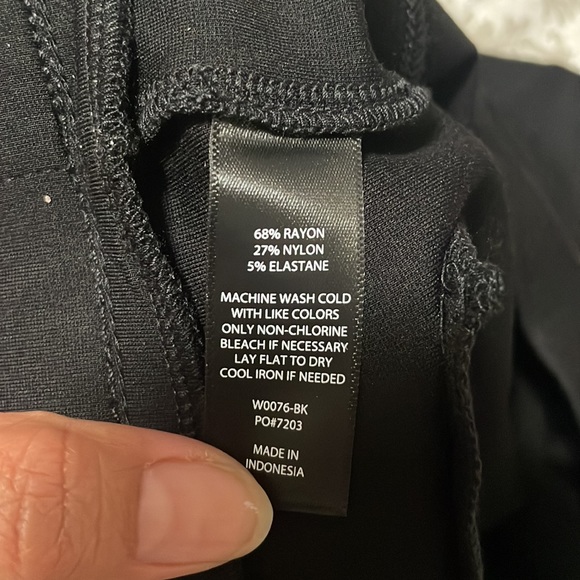 68% RAYON
27% NYLON
5% ELASTANE
MACHINE WASH COLD
WITH LIKE COLORS
ONLY NON-CHLORINE
BLEACH IF NECESSARY
LAY FLAT TO DRY
COOL IRON IF NEEDED
W0076-BK
PO#7203
MADE IN
INDONESIA